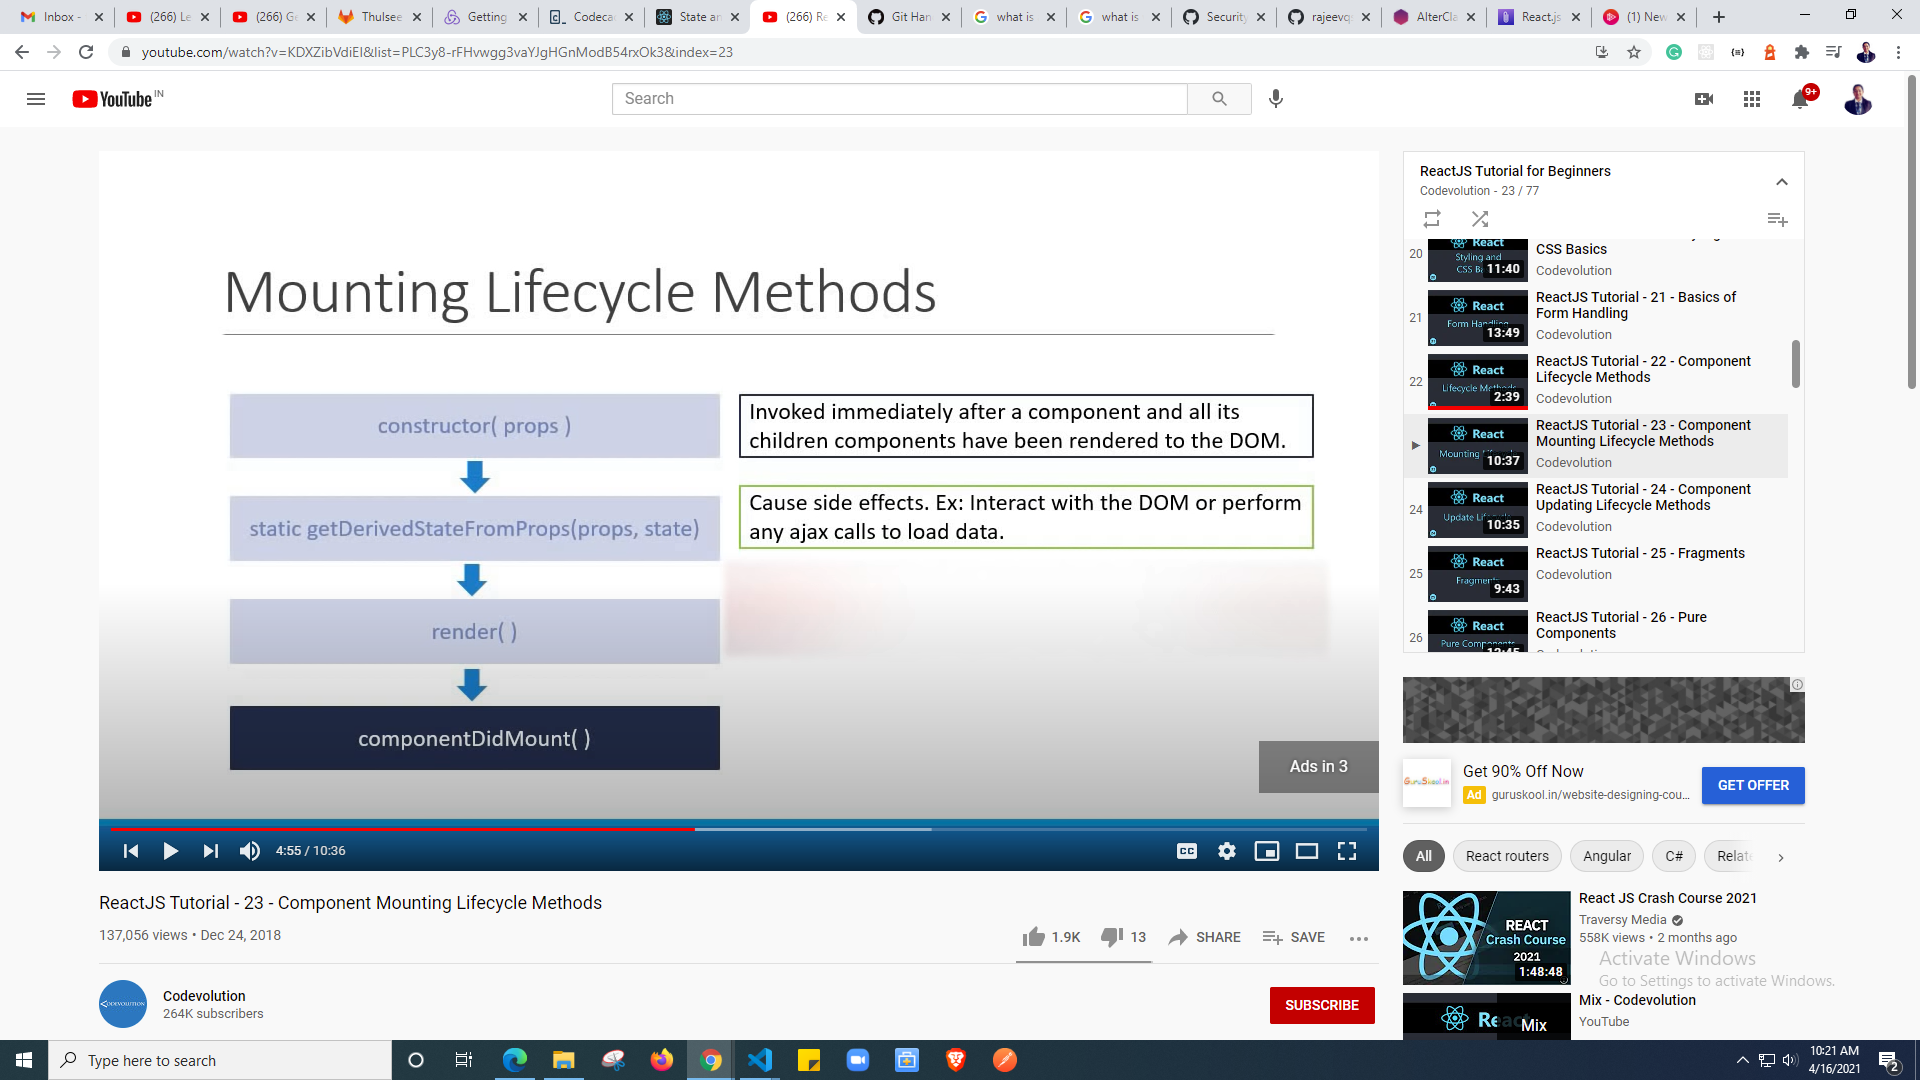 Inbox -
(266) Le
(266) Ge
Thulsee
Getting
Codeca
State an
(266) Re
Git Han
what is
what is
Security
rajeevq
AlterCla
React.js
(1) New
youtube.com/watch?v=KDXZibVdiEI&list=PLC3y8-rFHvwgg3vaYJgHGnModB54rxOk3&index=23
YouTube IN
Search
9+
Mounting Lifecycle Methods
constructor( props )
static getDerivedStateFromProps(props, state)
render( )
componentDidMount( )
Invoked immediately after a component and all its
children components have been rendered to the DOM.
Cause side effects. Ex: Interact with the DOM or perform
any ajax calls to load data.
Ads in 3
4:55 / 10:36
CC
ReactJS Tutorial - 23 - Component Mounting Lifecycle Methods
137,056 views • Dec 24, 2018
1.9K
13
SHARE
SAVE
CODEVOLUTION
Codevolution
264K subscribers
SUBSCRIBE
ReactJS Tutorial for Beginners
Codevolution - 23 / 77
20
React
Styling and
CSS Ba
11:40
CSS Basics
Codevolution
21
React
Form Handling
13:49
ReactJS Tutorial - 21 - Basics of
Form Handling
Codevolution
22
React
Lifecycle Methods
2:39
ReactJS Tutorial - 22 - Component
Lifecycle Methods
Codevolution
React
Mounting
10:37
ReactJS Tutorial - 23 - Component
Mounting Lifecycle Methods
Codevolution
24
React
Update Lifecycle
10:35
ReactJS Tutorial - 24 - Component
Updating Lifecycle Methods
Codevolution
25
React
Fragments
9:43
ReactJS Tutorial - 25 - Fragments
Codevolution
26
React
Pure Components
ReactJS Tutorial - 26 - Pure
Components
GuruSkool.in
Get 90% Off Now
Ad guruskool.in/website-designing-cou...
GET OFFER
All
React routers
Angular
C#
Relate
REACT
Crash Course
2021
1:48:48
React JS Crash Course 2021
Traversy Media
558K views • 2 months ago
Activate Windows
Go to Settings to activate Windows.
React
Mix
Mix - Codevolution
YouTube
Type here to search
10:21 AM
4/16/2021
2